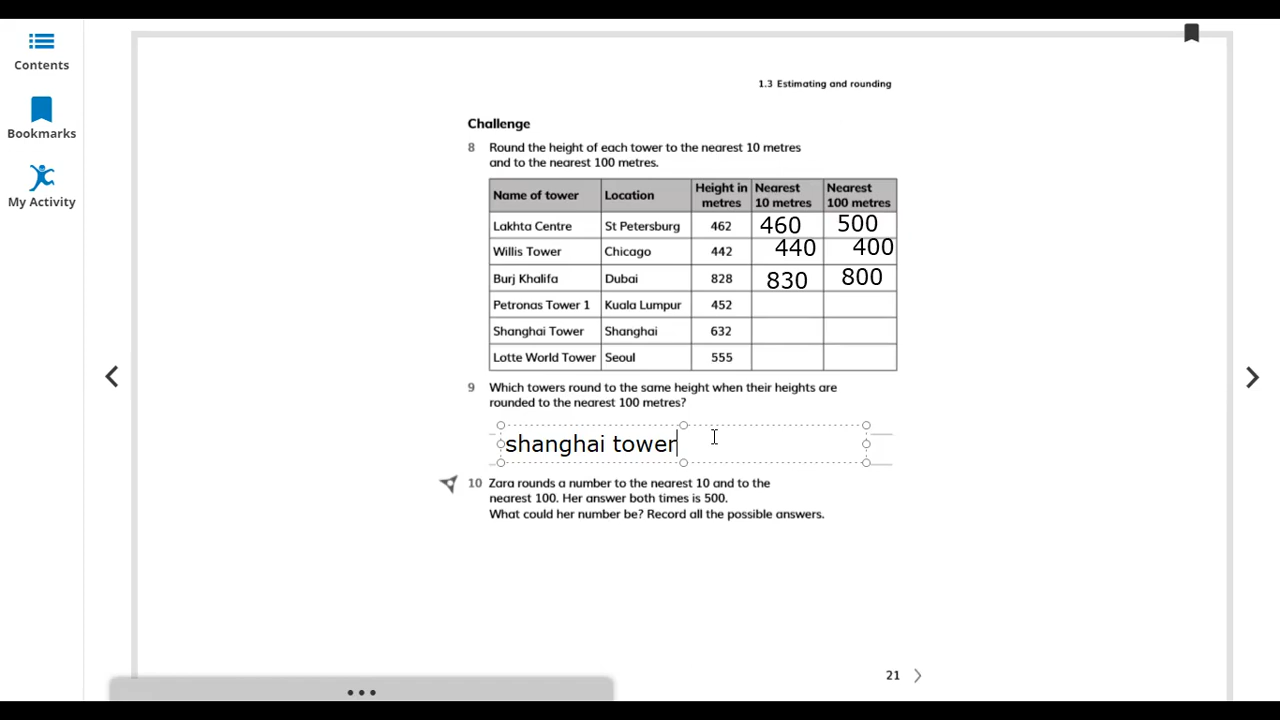 Contents
Bookmarks
My Activity
1.3 Estimating and rounding
Challenge
8 Round the height of each tower to the nearest 10 metres
and to the nearest 100 metres.
Name of tower Location Height in metres Nearest 10 metres Nearest 100 metres
Lakhta Centre St Petersburg 462 460 500
Willis Tower Chicago 442 440 400
Burj Khalifa Dubai 828 830 800
Petronas Tower 1 Kuala Lumpur 452
Shanghai Tower Shanghai 632
Lotte World Tower Seoul 555
9 Which towers round to the same height when their heights are
rounded to the nearest 100 metres?
shanghai tower
10 Zara rounds a number to the nearest 10 and to the
nearest 100. Her answer both times is 500.
What could her number be? Record all the possible answers.
21